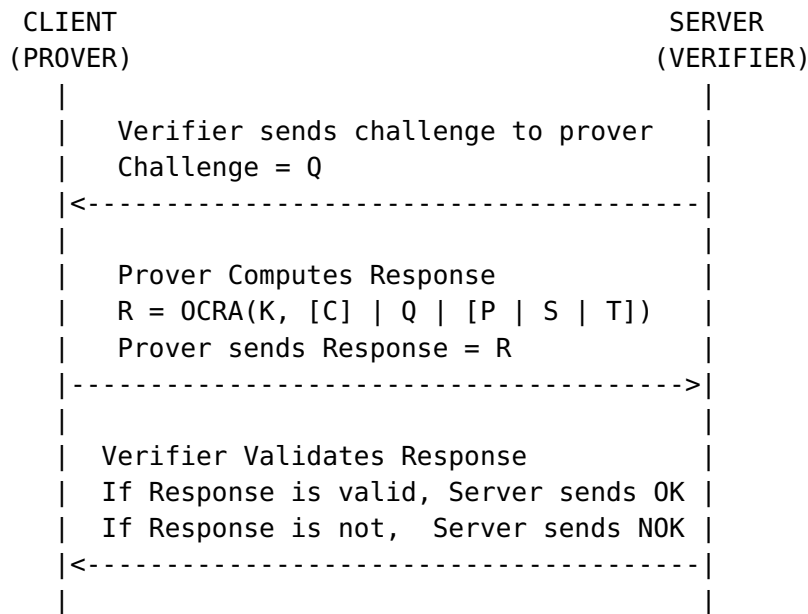 CLIENT                                   SERVER
(PROVER)                                 (VERIFIER)
Verifier sends challenge to prover
Challenge = Q
Prover Computes Response
R = OCRA(K, [C] | Q | [P | S | T])
Prover sends Response = R
Verifier Validates Response
If Response is valid, Server sends OK
If Response is not,  Server sends NOK